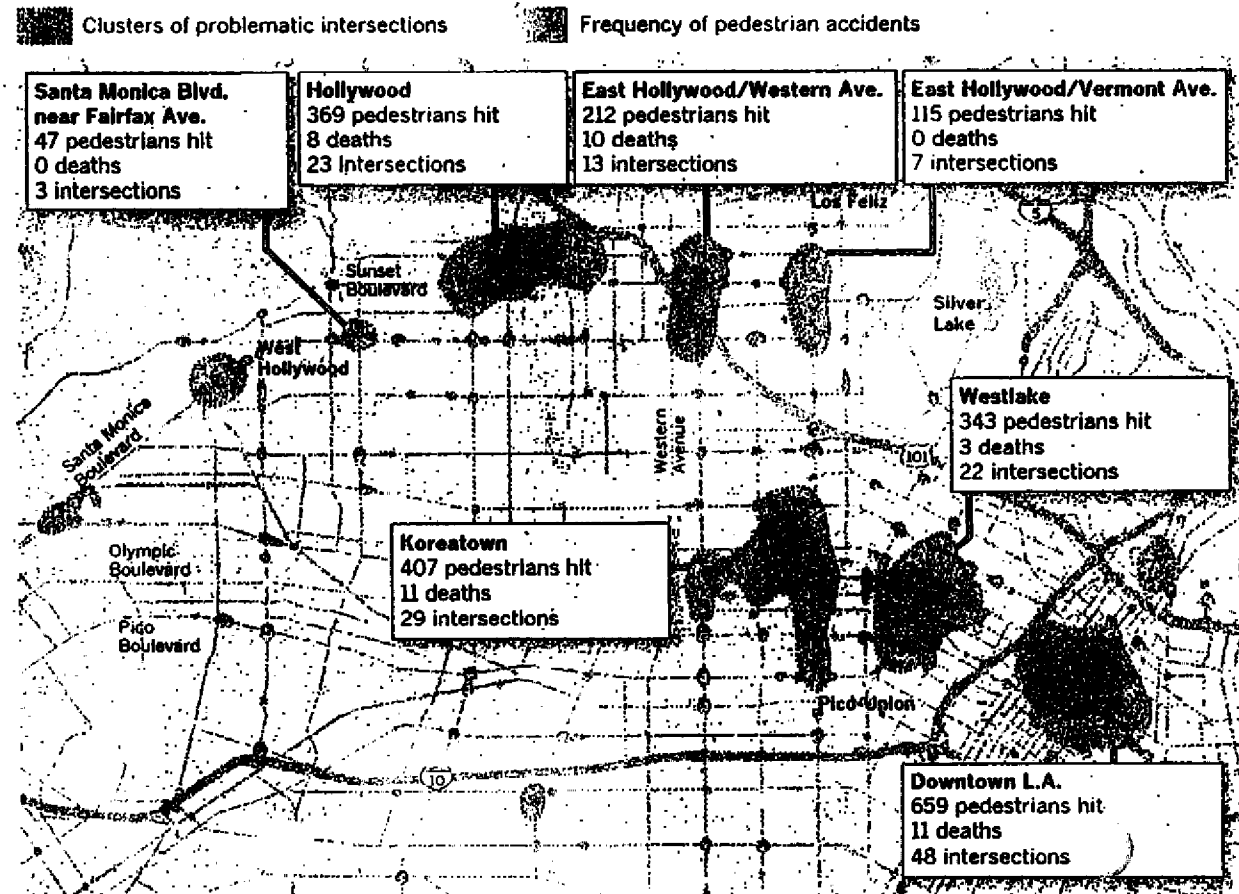 Clusters of problematic intersections
Frequency of pedestrian accidents
Santa Monica Blvd.
near Fairfax Ave.
47 pedestrians hit
0 deaths
3 intersections
Hollywood
369 pedestrians hit
8 deaths
23 Intersections
East Hollywood/Western Ave.
212 pedestrians hit
10 deaths
13 intersections
East Hollywood/Vermont Ave.
115 pedestrians hit
0 deaths
7 intersections
Los Feliz
5
Sunset
Boulevard
Silver
Lake
West
Hollywood
Santa Monica
Boulevard
Western
Avenue
101
Westlake
343 pedestrians hit
3 deaths
22 intersections
Koreatown
407 pedestrians hit
11 deaths
29 intersections
Olympic
Boulevard
Pico
Boulevard
Pico-Union
10
Downtown L.A.
659 pedestrians hit
11 deaths
48 intersections